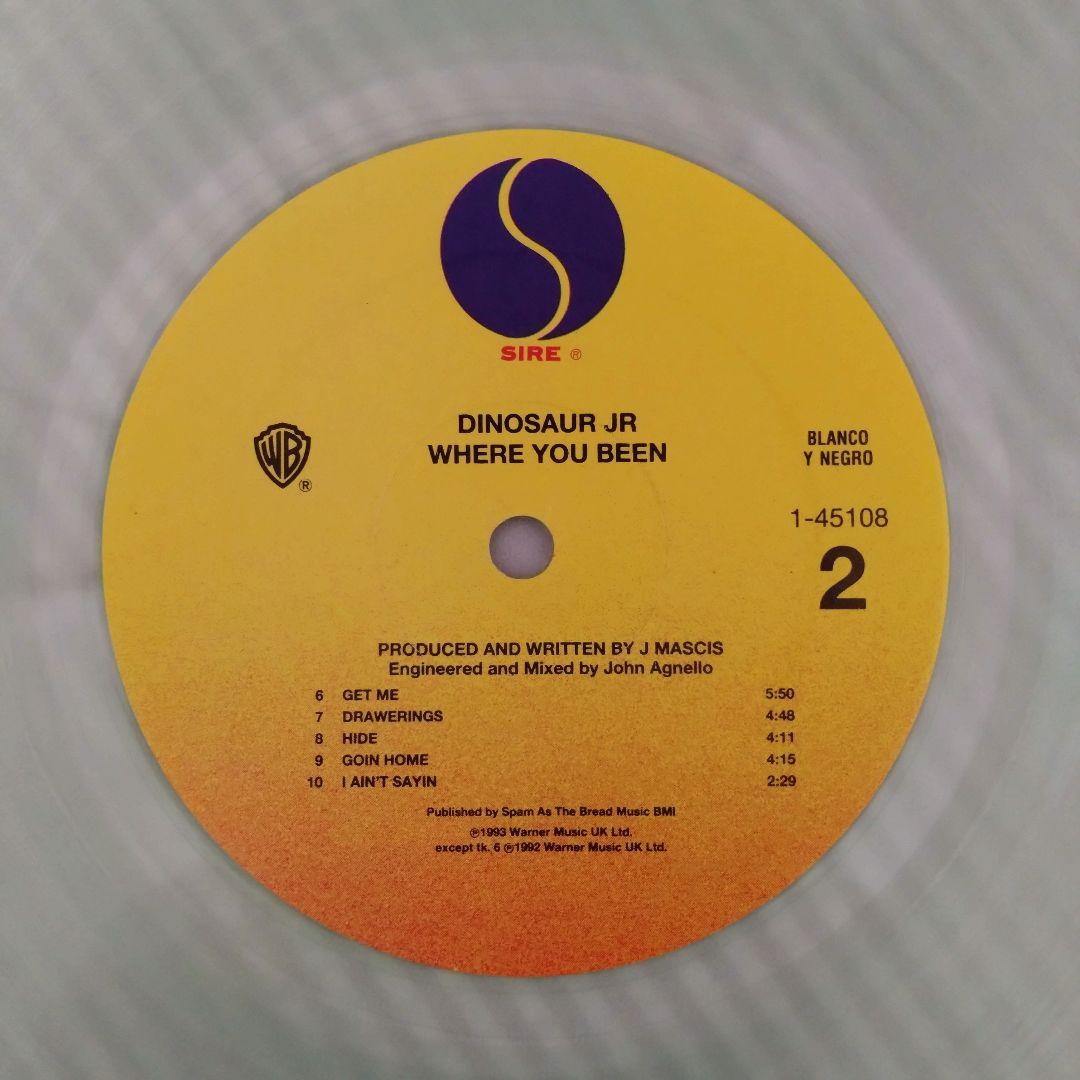 SIRE ®
DINOSAUR JR
WHERE YOU BEEN
WB ®
BLANCO
Y NEGRO
1-45108
2
PRODUCED AND WRITTEN BY J MASCIS
Engineered and Mixed by John Agnello
6 GET ME 5:50
7 DRAWERINGS 4:48
8 HIDE 4:11
9 GOIN HOME 4:15
10 I AIN'T SAYIN 2:29
Published by Spam As The Bread Music BMI
℗1993 Warner Music UK Ltd.
except tk. 6 ℗1992 Warner Music UK Ltd.